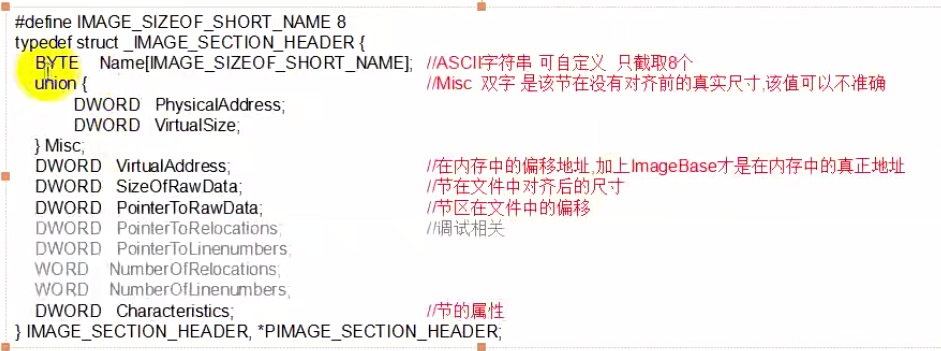 #define IMAGE_SIZEOF_SHORT_NAME 8
typedef struct _IMAGE_SECTION_HEADER {
BYTE Name[IMAGE_SIZEOF_SHORT_NAME]; //ASCII字符串 可自定义 只截取8个
union { //Misc 双字 是该节在没有对齐前的真实尺寸,该值可以不准确
DWORD PhysicalAddress;
DWORD VirtualSize;
} Misc;
DWORD VirtualAddress; //在内存中的偏移地址,加上ImageBase才是在内存中的真正地址
DWORD SizeOfRawData; //节在文件中对齐后的尺寸
DWORD PointerToRawData; //节区在文件中的偏移
DWORD PointerToRelocations; //调试相关
DWORD PointerToLinenumbers;
WORD NumberOfRelocations;
WORD NumberOfLinenumbers;
DWORD Characteristics; //节的属性
} IMAGE_SECTION_HEADER, *PIMAGE_SECTION_HEADER;